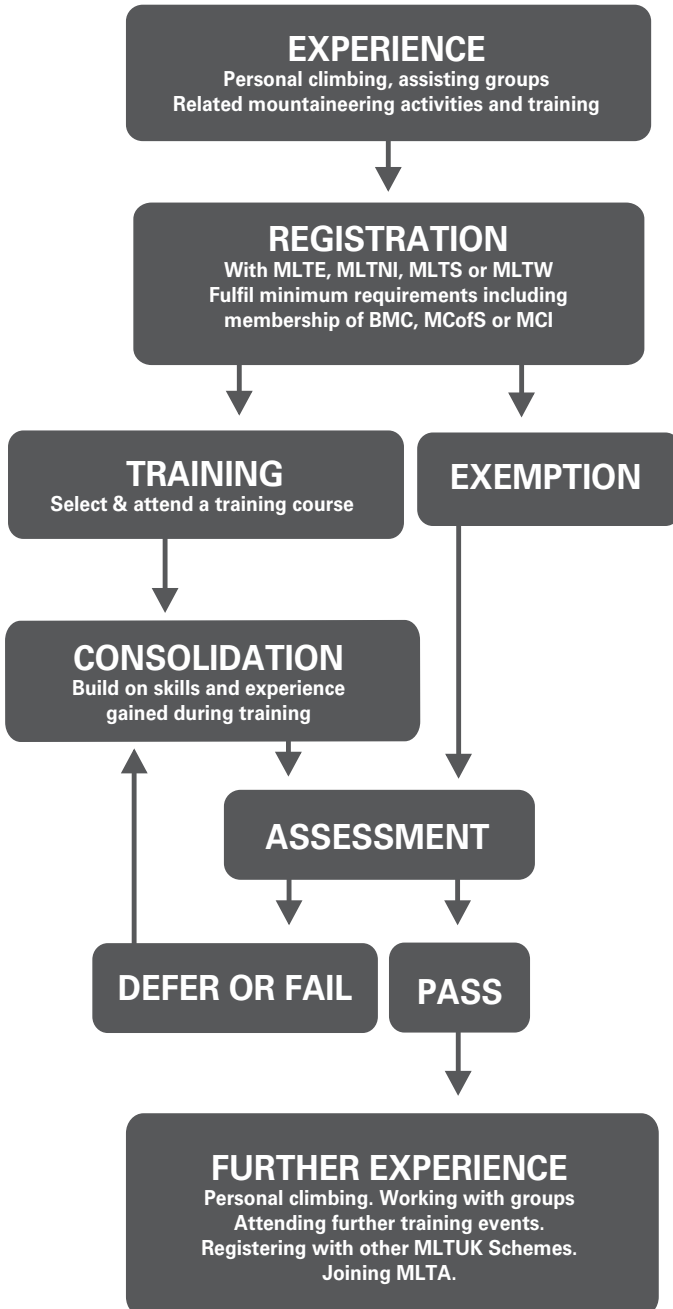 EXPERIENCE
Personal climbing, assisting groups
Related mountaineering activities and training
REGISTRATION
With MLTE, MLTNI, MLTS or MLTW
Fulfil minimum requirements including
membership of BMC, MCofS or MCI
TRAINING
Select & attend a training course
EXEMPTION
CONSOLIDATION
Build on skills and experience
gained during training
ASSESSMENT
DEFER OR FAIL
PASS
FURTHER EXPERIENCE
Personal climbing. Working with groups
Attending further training events.
Registering with other MLTUK Schemes.
Joining MLTA.